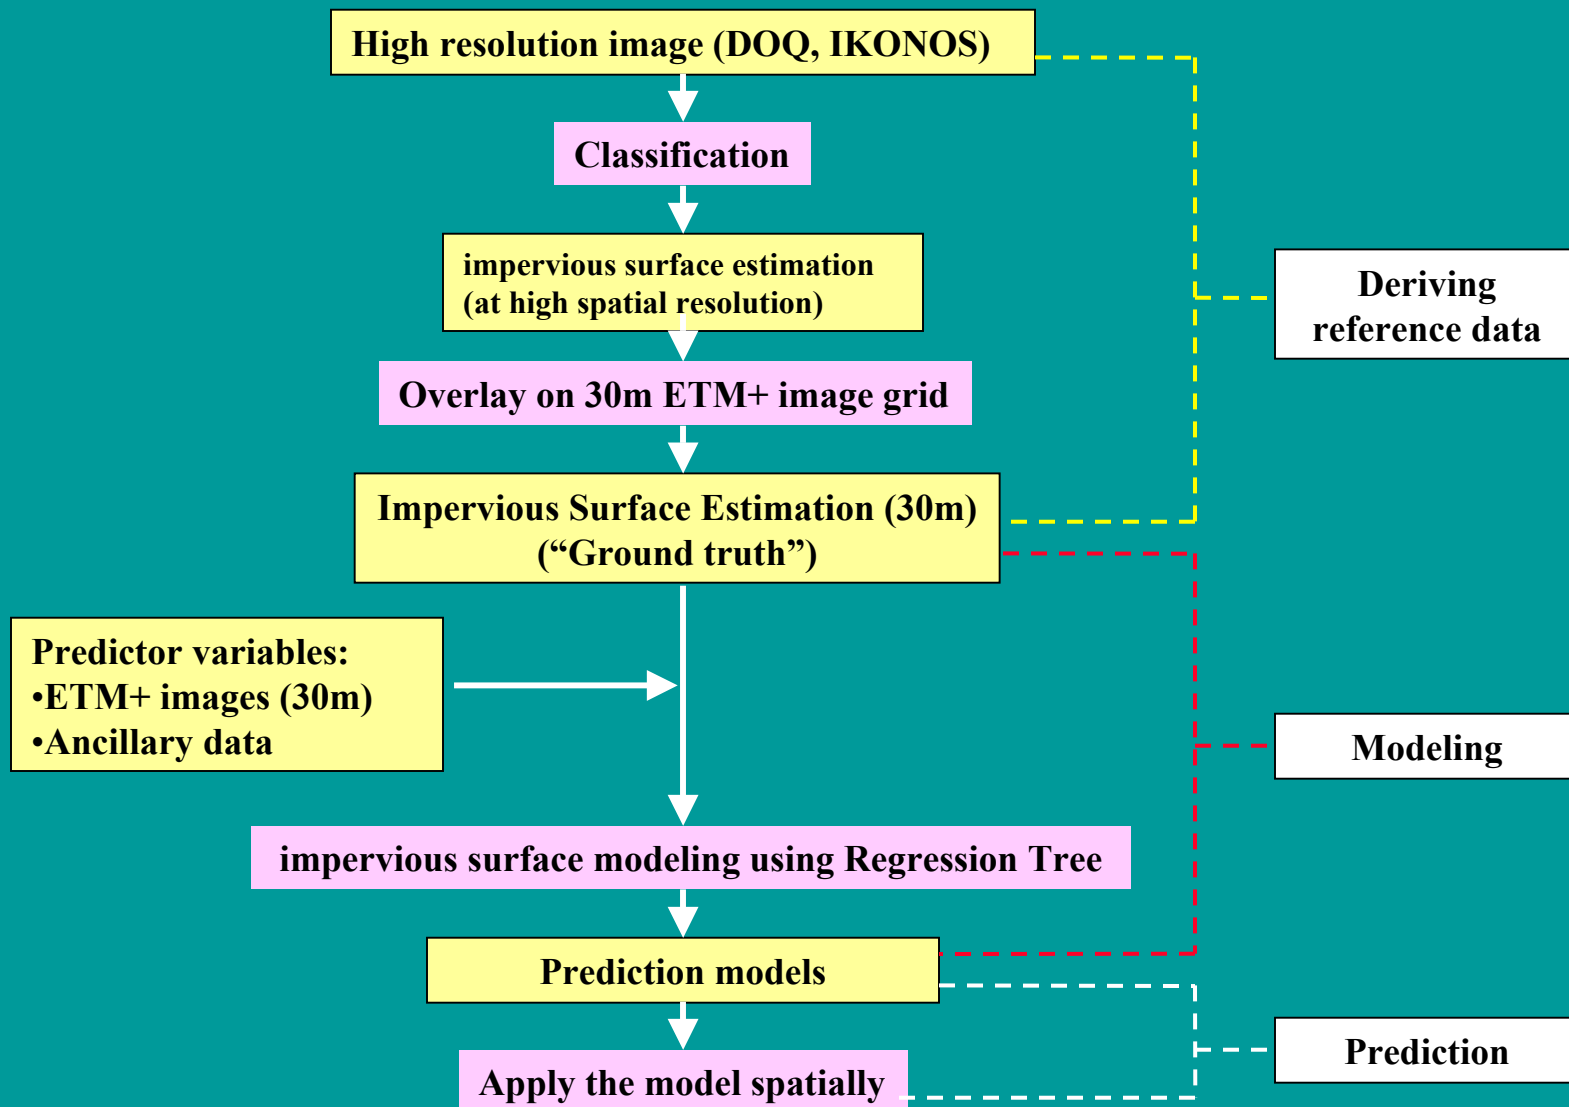 High resolution image (DOQ, IKONOS)
Classification
impervious surface estimation
(at high spatial resolution)
Deriving
reference data
Overlay on 30m ETM+ image grid
Impervious Surface Estimation (30m)
(“Ground truth”)
Predictor variables:
•ETM+ images (30m)
•Ancillary data
Modeling
impervious surface modeling using Regression Tree
Prediction models
Prediction
Apply the model spatially